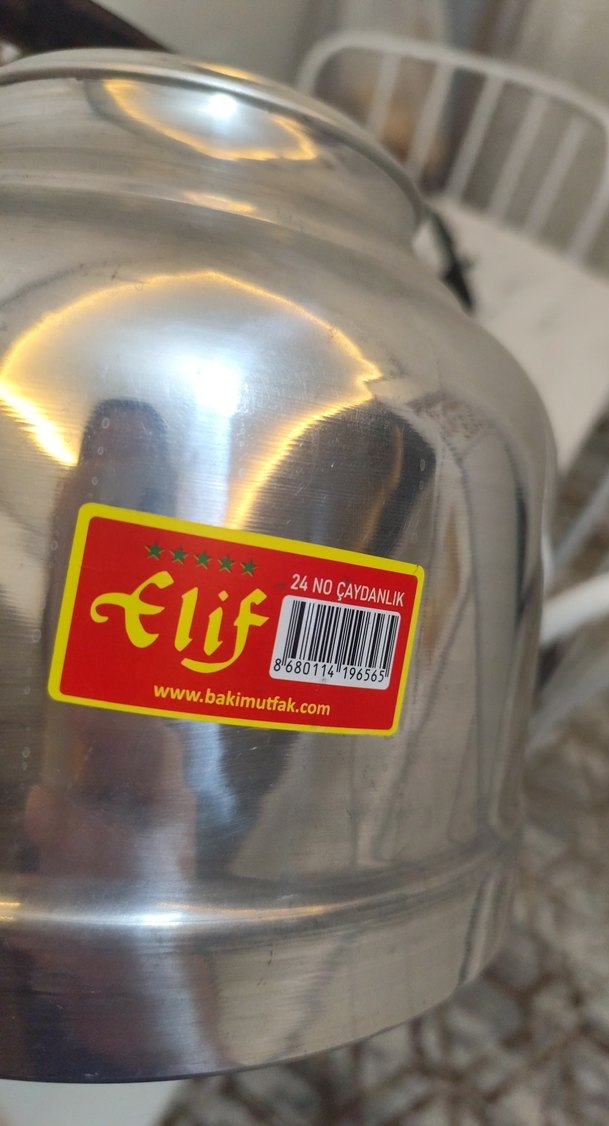 Elif
24 NO ÇAYDANLIK
8 680114 196565
www.bakimutfak.com